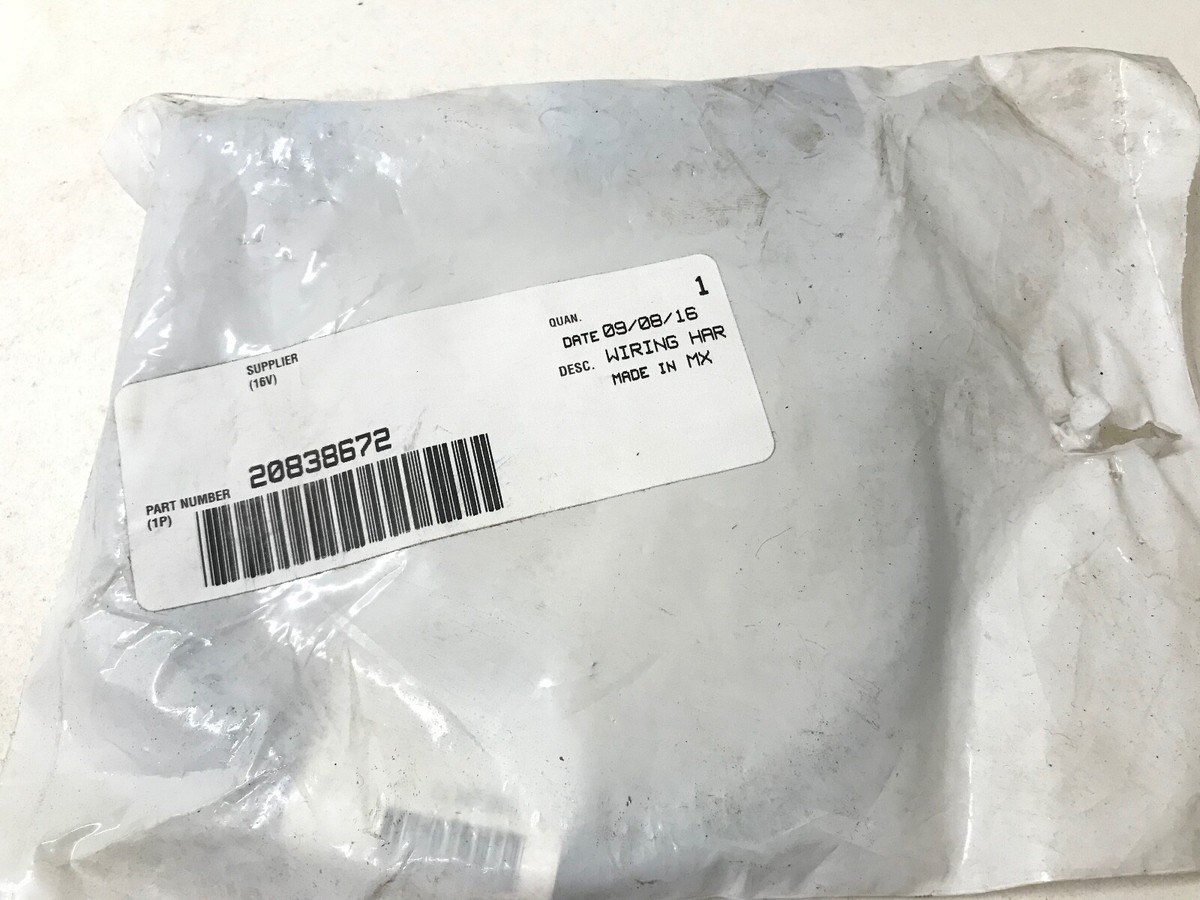 SUPPLIER
(16V)
QUAN. 1
DATE 09/08/16
DESC. WIRING HAR
MADE IN MX
PART NUMBER 20838672
(1P)